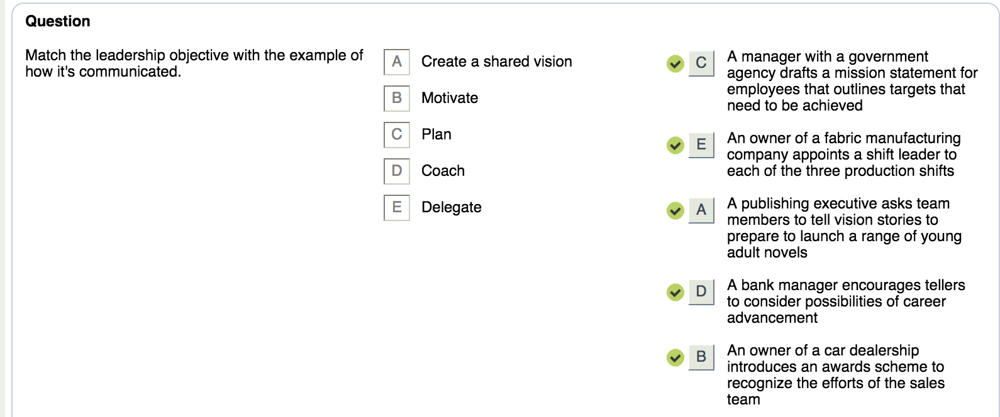 Question
Match the leadership objective with the example of
how it's communicated.
A Create a shared vision
B Motivate
C Plan
D Coach
E Delegate
C A manager with a government
agency drafts a mission statement for
employees that outlines targets that
need to be achieved
E An owner of a fabric manufacturing
company appoints a shift leader to
each of the three production shifts
A A publishing executive asks team
members to tell vision stories to
prepare to launch a range of young
adult novels
D A bank manager encourages tellers
to consider possibilities of career
advancement
B An owner of a car dealership
introduces an awards scheme to
recognize the efforts of the sales
team